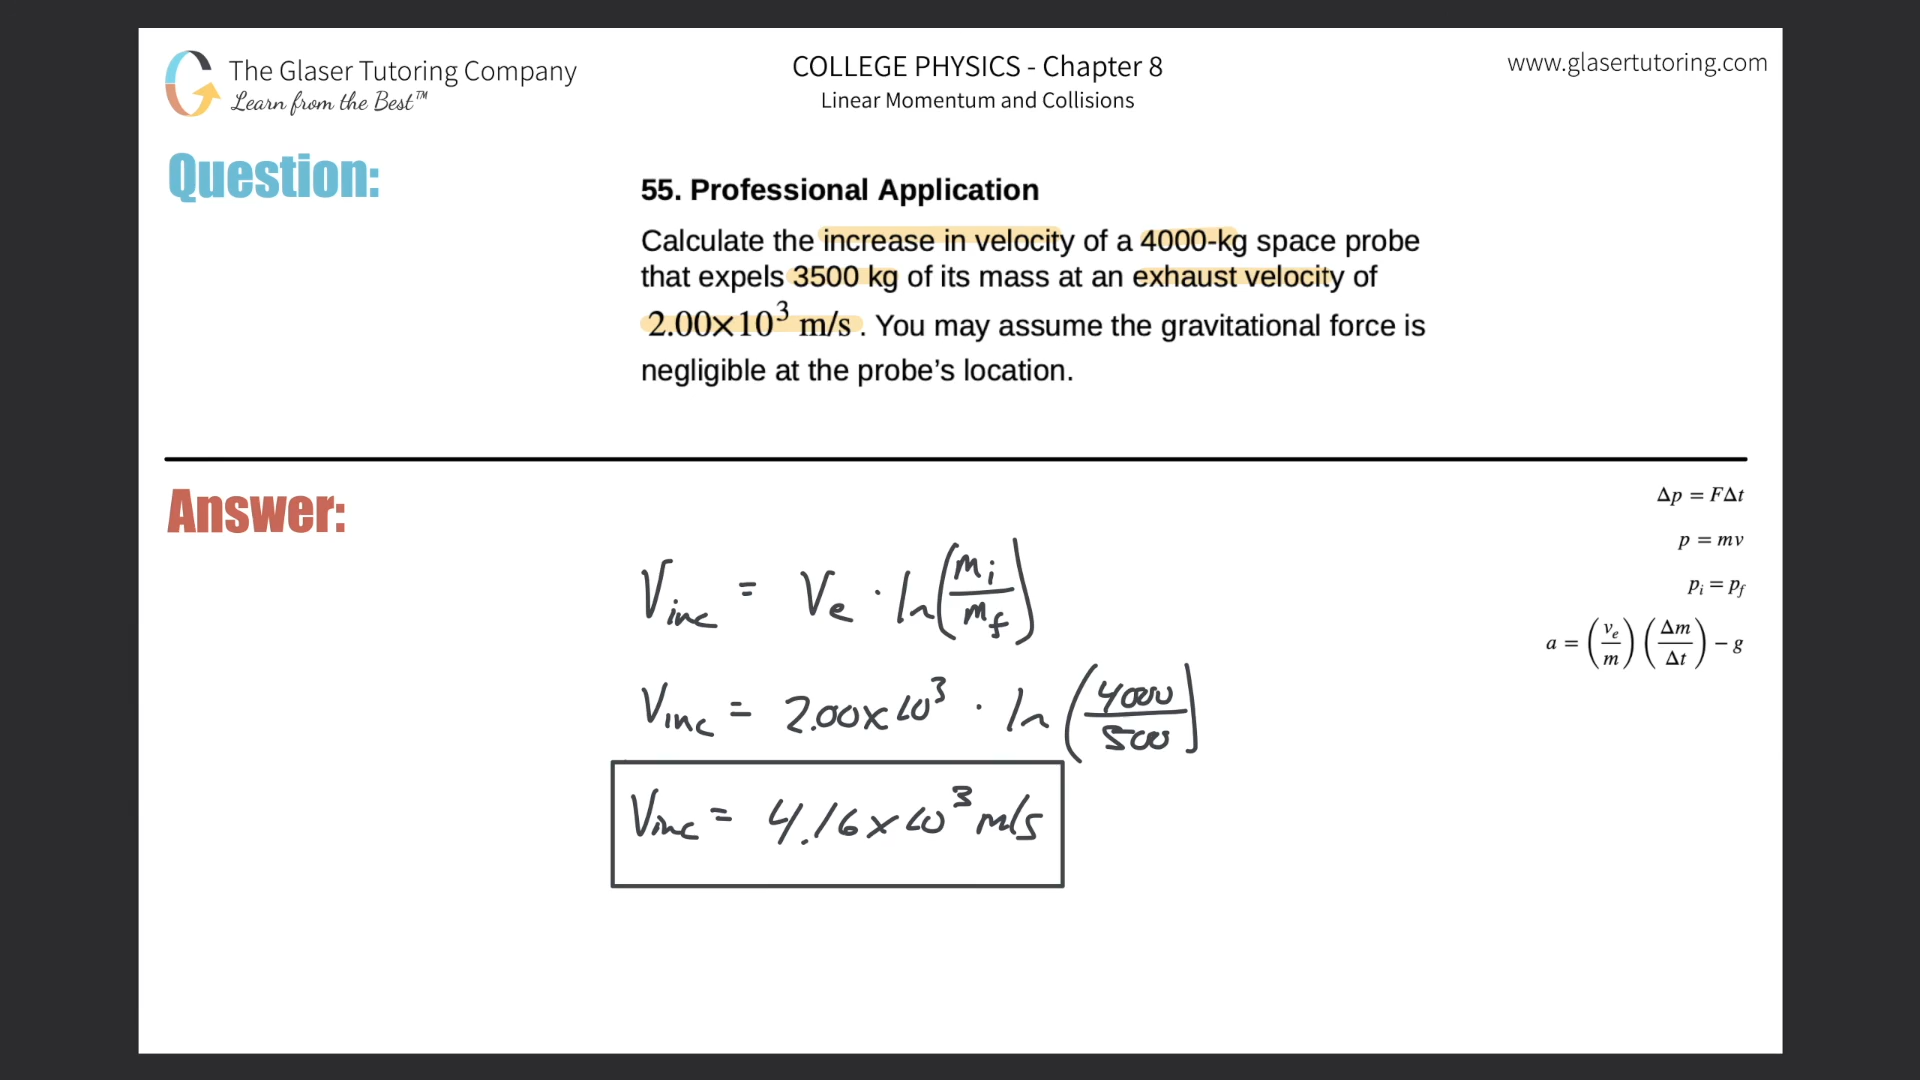 The Glaser Tutoring Company
Learn from the Best™
COLLEGE PHYSICS - Chapter 8
Linear Momentum and Collisions
www.glasertutoring.com
Question:
55. Professional Application
Calculate the increase in velocity of a 4000-kg space probe
that expels 3500 kg of its mass at an exhaust velocity of
2.00×10³ m/s . You may assume the gravitational force is
negligible at the probe's location.
Answer:
Δp = FΔt
p = mv
pᵢ = p_f
a = (vₑ/m) (Δm/Δt) − g
V_inc = Vₑ · ln(mᵢ/m_f)
V_inc = 2.00x10³ · ln(4000/500)
V_inc = 4.16x10³ m/s